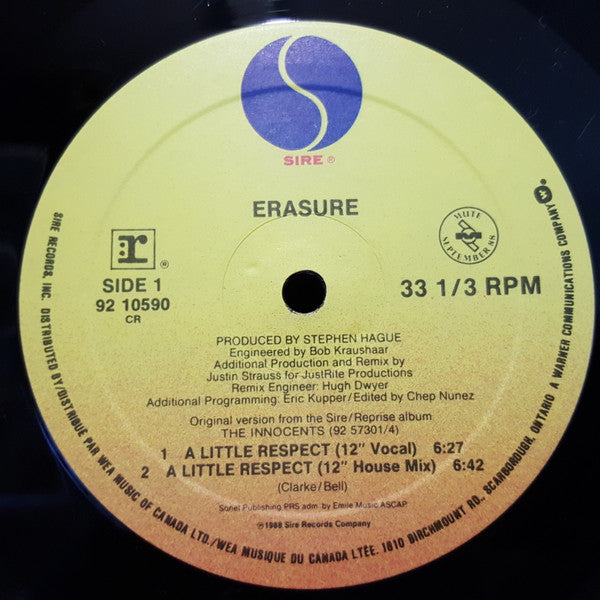 SIRE ®
ERASURE
r ®
SIDE 1
92 10590
CR
MUTE
SEPTEMBER 88
33 1/3 RPM
PRODUCED BY STEPHEN HAGUE
Engineered by Bob Kraushaar
Additional Production and Remix by
Justin Strauss for JustRite Productions
Remix Engineer: Hugh Dwyer
Additional Programming: Eric Kupper/Edited by Chep Nunez
Original version from the Sire/Reprise album
THE INNOCENTS (92 57301/4)
1 A LITTLE RESPECT (12" Vocal) 6:27
2 A LITTLE RESPECT (12" House Mix) 6:42
(Clarke/Bell)
Sonet Publishing PRS adm. by Emile Music ASCAP
℗1988 Sire Records Company
SIRE RECORDS, INC. DISTRIBUTED BY/DISTRIBUÉ PAR WEA MUSIC OF CANADA LTD./WEA MUSIQUE DU CANADA LTÉE. 1810 BIRCHMOUNT RD. SCARBOROUGH, ONTARIO A WARNER COMMUNICATIONS COMPANY